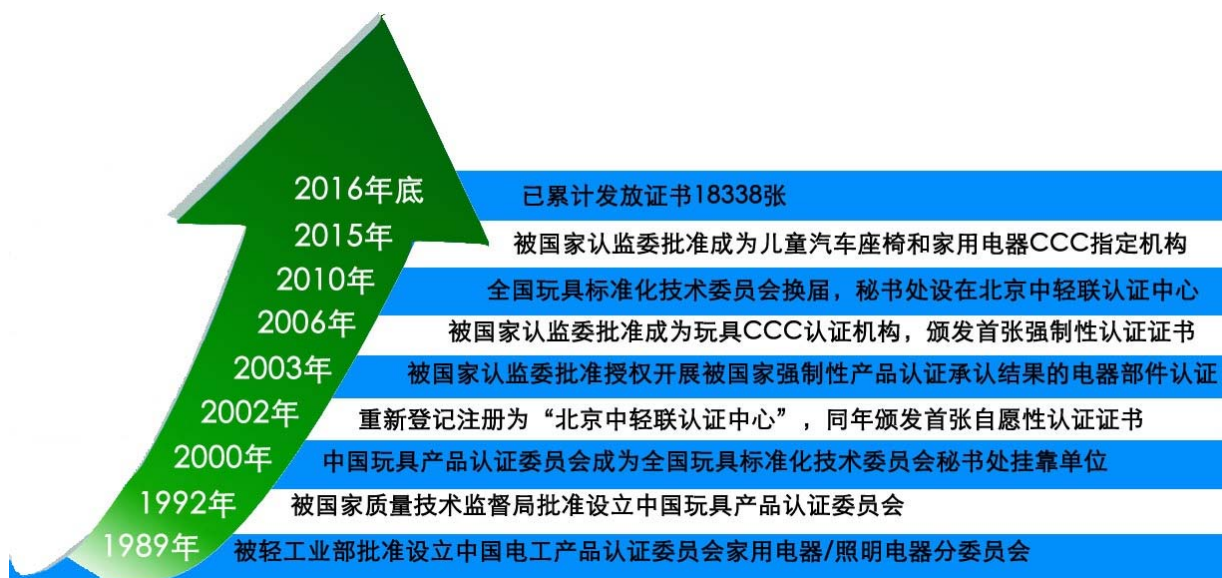 2016年底 已累计发放证书18338张
2015年 被国家认监委批准成为儿童汽车座椅和家用电器CCC指定机构
2010年 全国玩具标准化技术委员会换届，秘书处设在北京中轻联认证中心
2006年 被国家认监委批准成为玩具CCC认证机构，颁发首张强制性认证证书
2003年 被国家认监委批准授权开展被国家强制性产品认证承认结果的电器部件认证
2002年 重新登记注册为“北京中轻联认证中心”，同年颁发首张自愿性认证证书
2000年 中国玩具产品认证委员会成为全国玩具标准化技术委员会秘书处挂靠单位
1992年 被国家质量技术监督局批准设立中国玩具产品认证委员会
1989年 被轻工业部批准设立中国电工产品认证委员会家用电器/照明电器分委员会